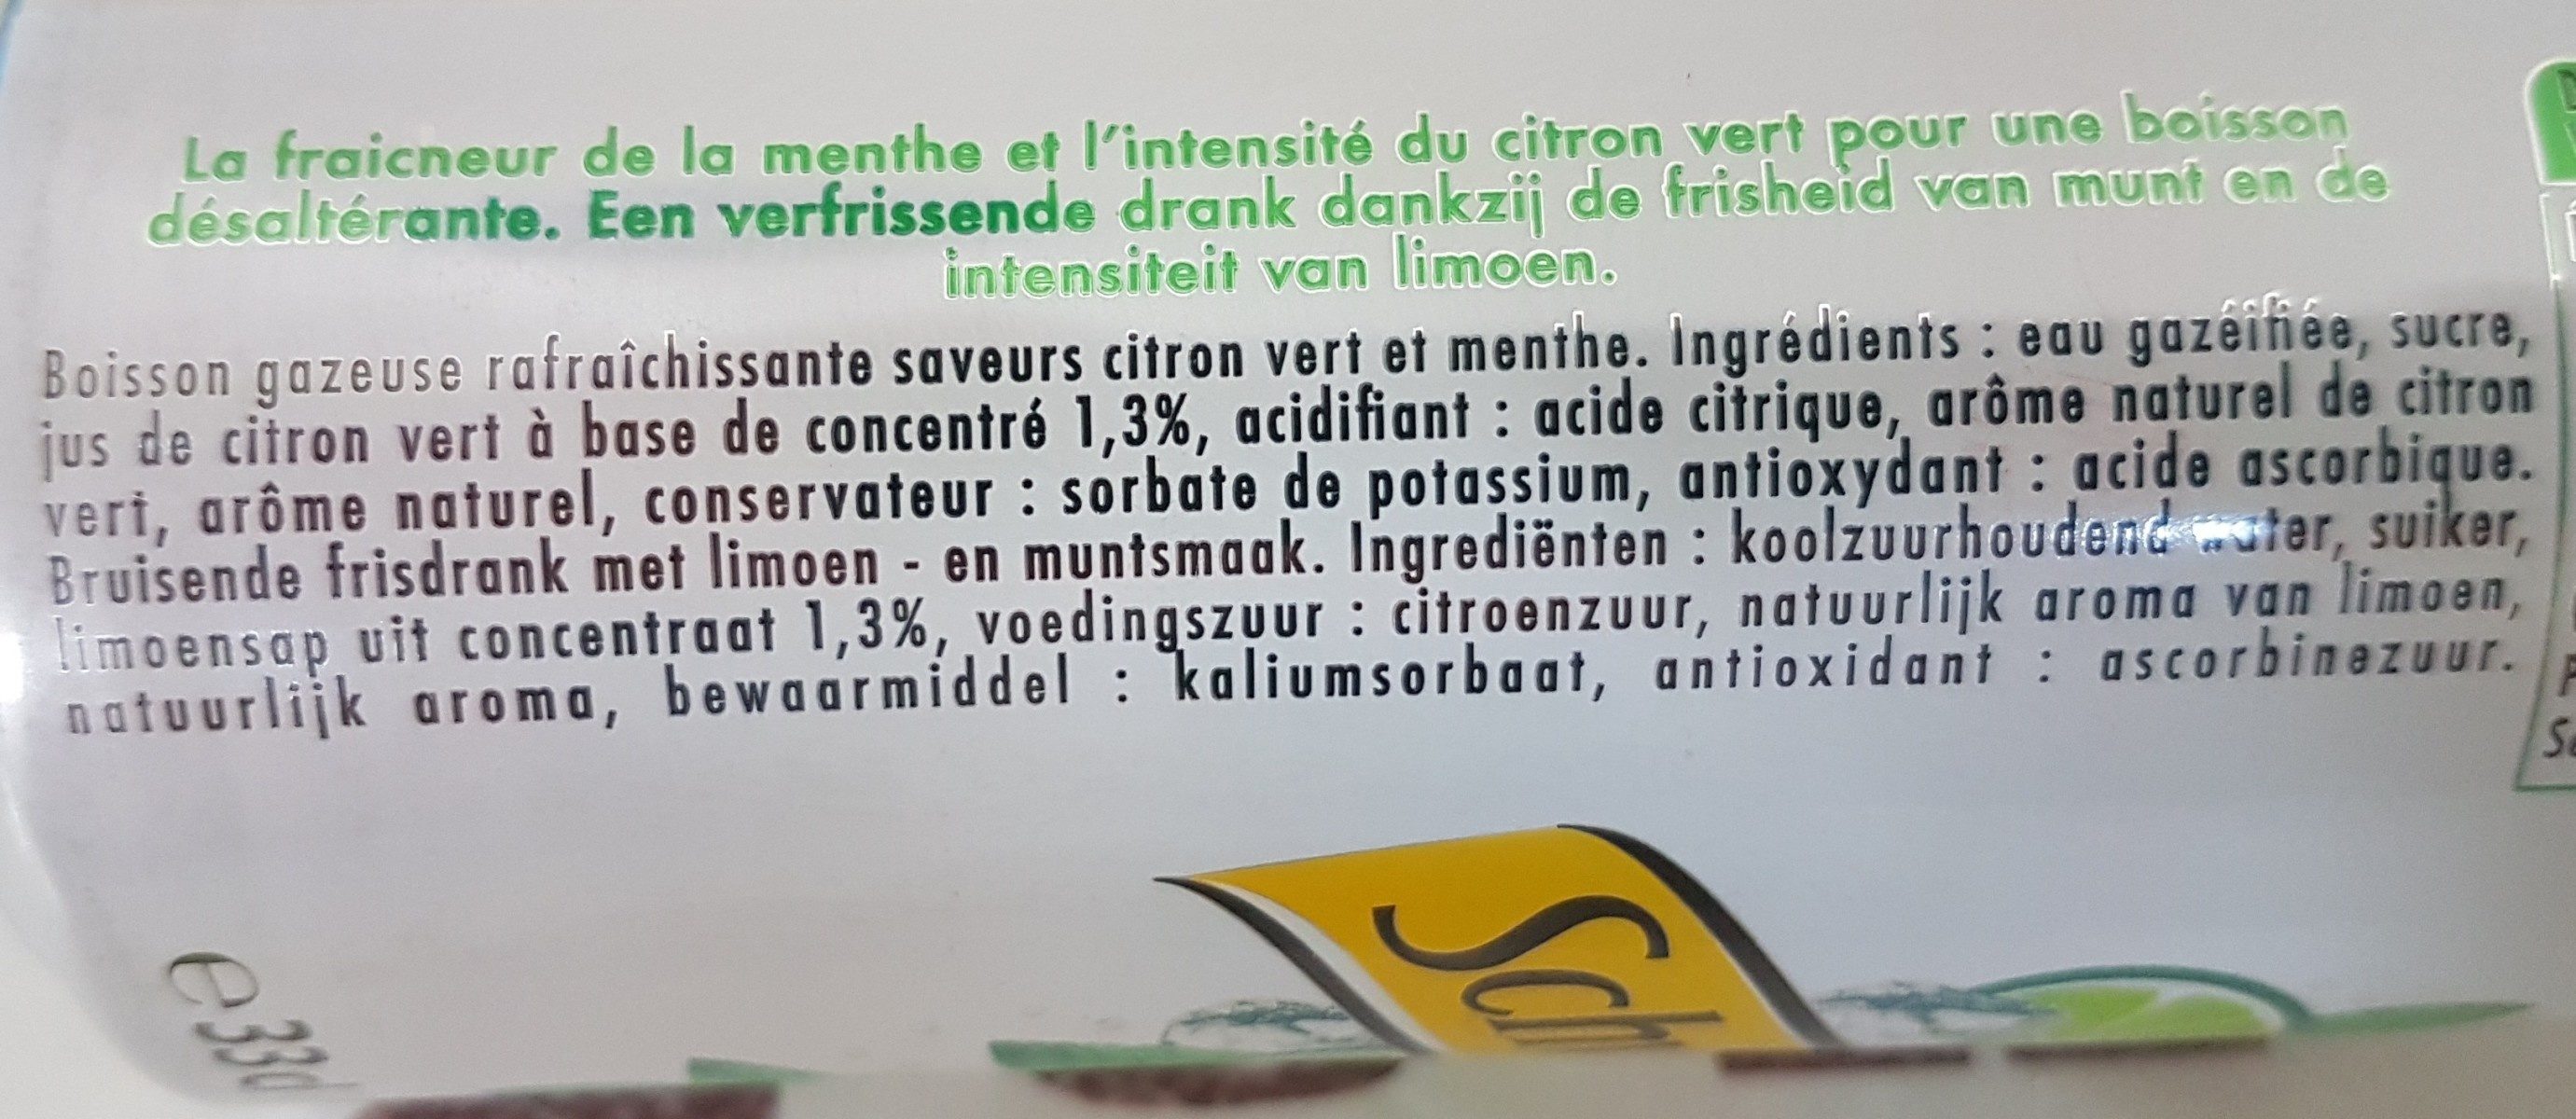 La fraicheur de la menthe et l'intensité du citron vert pour une boisson
désaltérante. Een verfrissende drank dankzij de frisheid van munt en de
intensiteit van limoen.
Boisson gazeuse rafraîchissante saveurs citron vert et menthe. Ingrédients : eau gazéifiée, sucre,
jus de citron vert à base de concentré 1,3%, acidifiant : acide citrique, arôme naturel de citron
vert, arôme naturel, conservateur : sorbate de potassium, antioxydant : acide ascorbique.
Bruisende frisdrank met limoen - en muntsmaak. Ingrediënten : koolzuurhoudend water, suiker,
limoensap uit concentraat 1,3%, voedingszuur : citroenzuur, natuurlijk aroma van limoen,
natuurlijk aroma, bewaarmiddel : kaliumsorbaat, antioxidant : ascorbinezuur.
Sch
e 33c